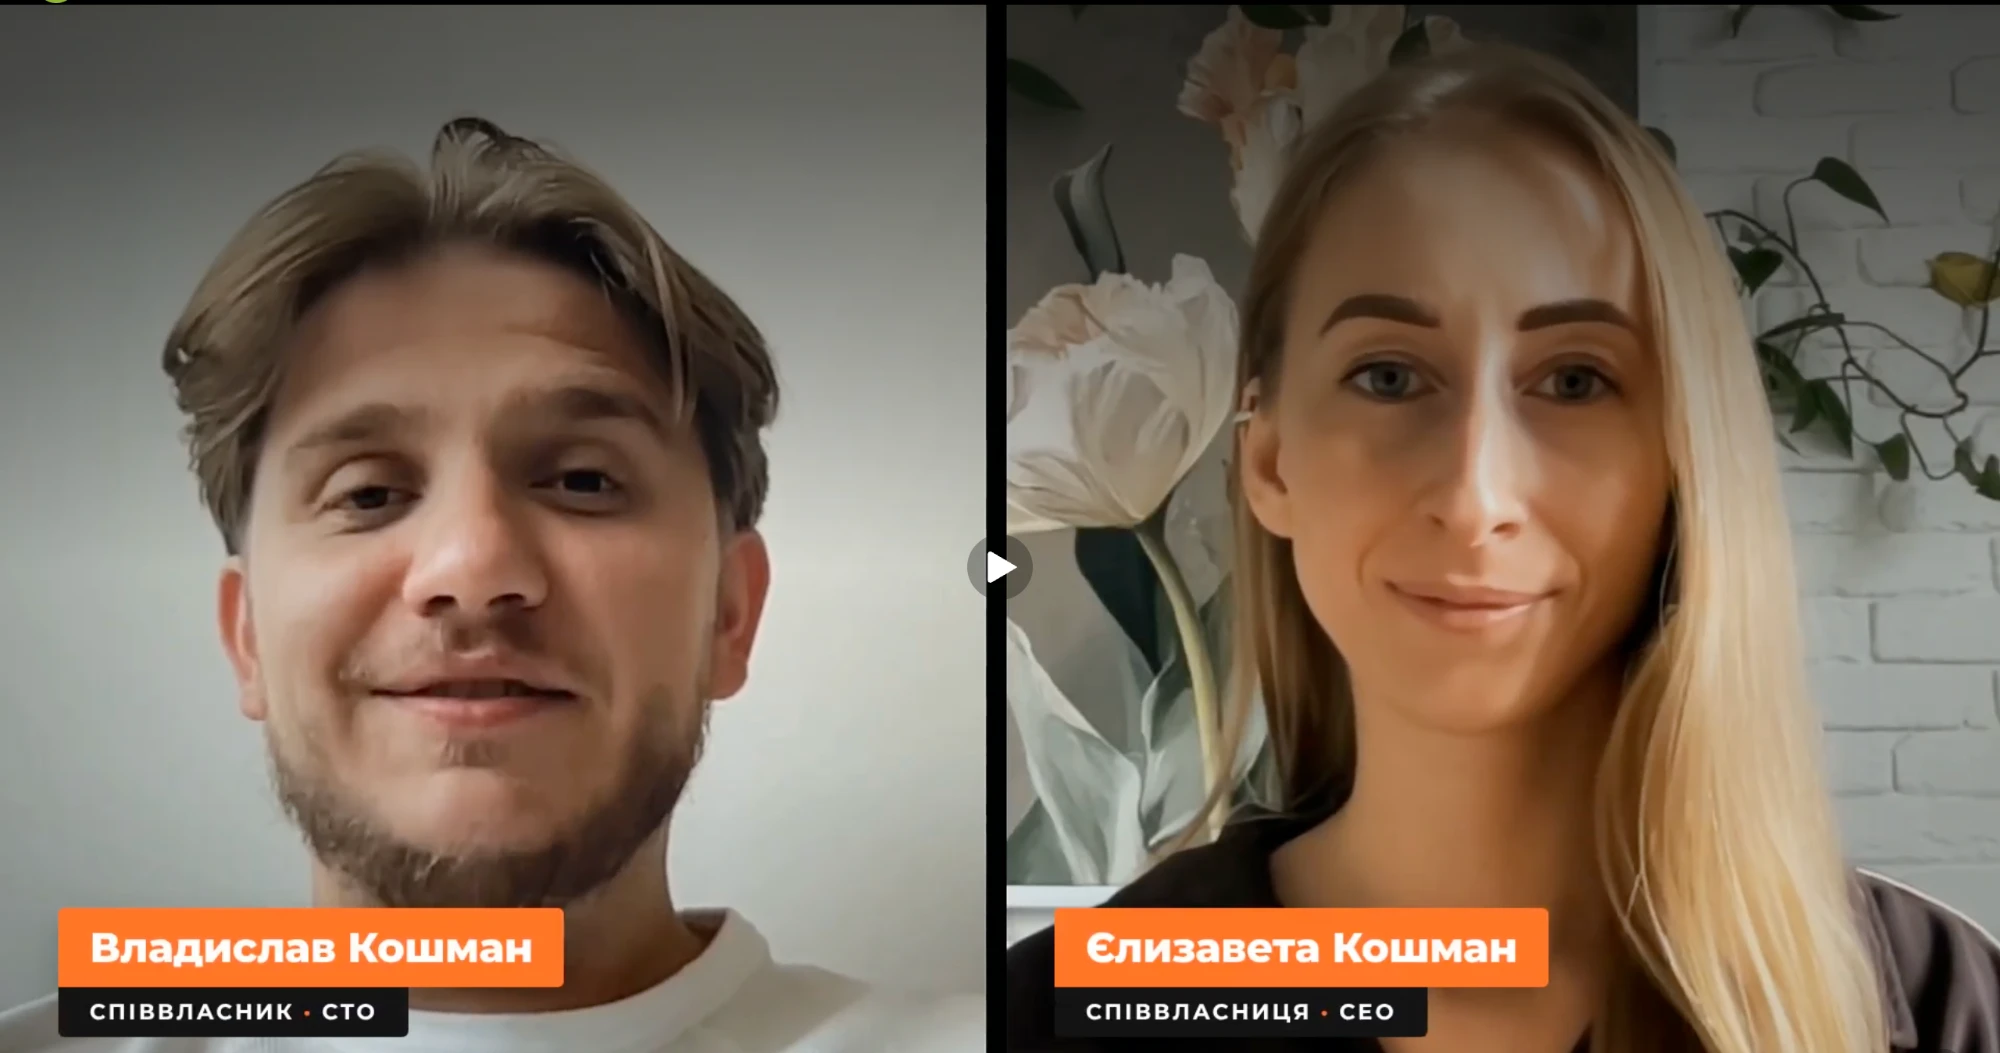 Владислав Кошман
СПІВВЛАСНИК • CTO
Єлизавета Кошман
СПІВВЛАСНИЦЯ • CEO